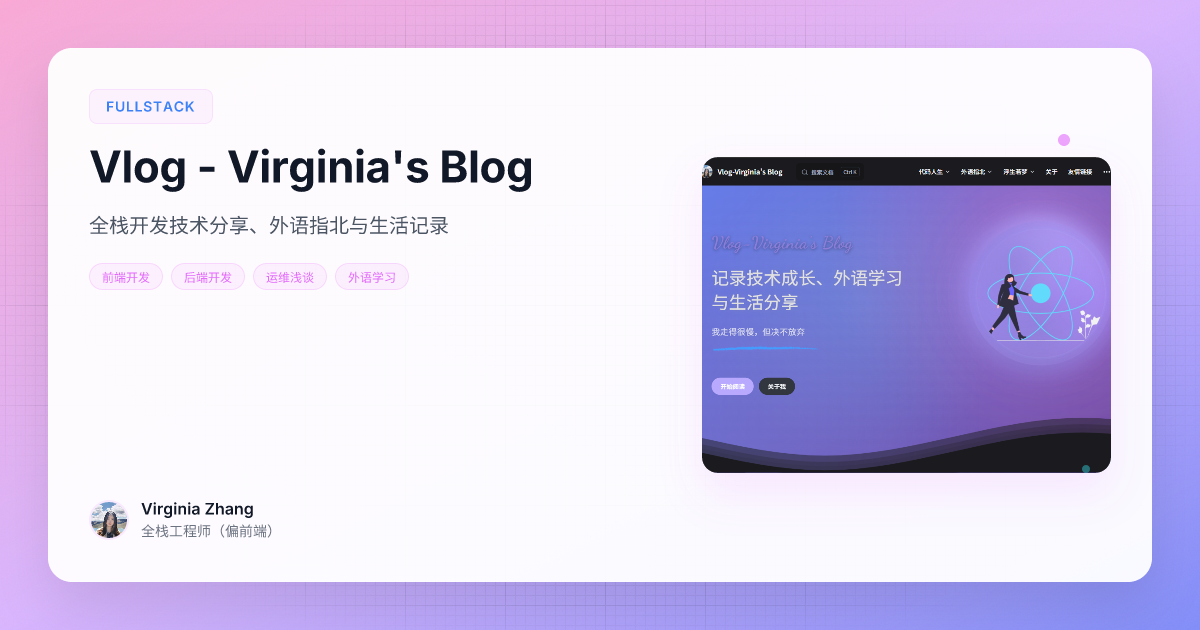 FULLSTACK
Vlog - Virginia's Blog
全栈开发技术分享、外语指北与生活记录
前端开发 后端开发 运维浅谈 外语学习
Virginia Zhang
全栈工程师（偏前端）
Vlog-Virginia's Blog 搜索文档 Ctrl K 代码人生 外语指北 浮生若梦 关于 友情链接
Vlog-Virginia's Blog
记录技术成长、外语学习
与生活分享
我走得很慢，但决不放弃
开始阅读 关于我